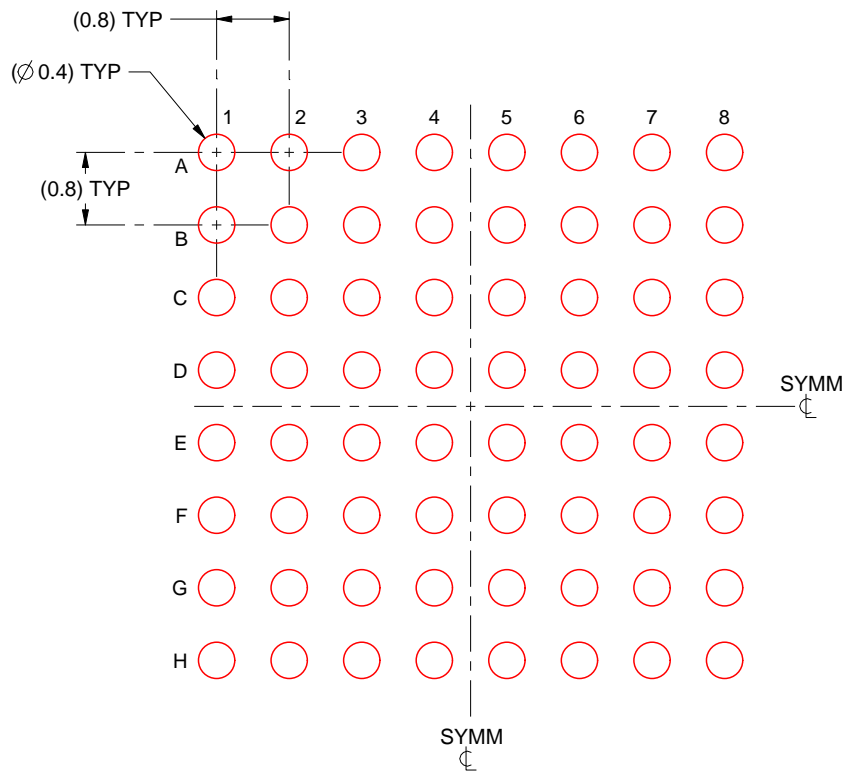 (0.8) TYP
(∅ 0.4) TYP
1 2 3 4 5 6 7 8
A
(0.8) TYP
B
C
D
SYMM
℄
E
F
G
H
SYMM
℄